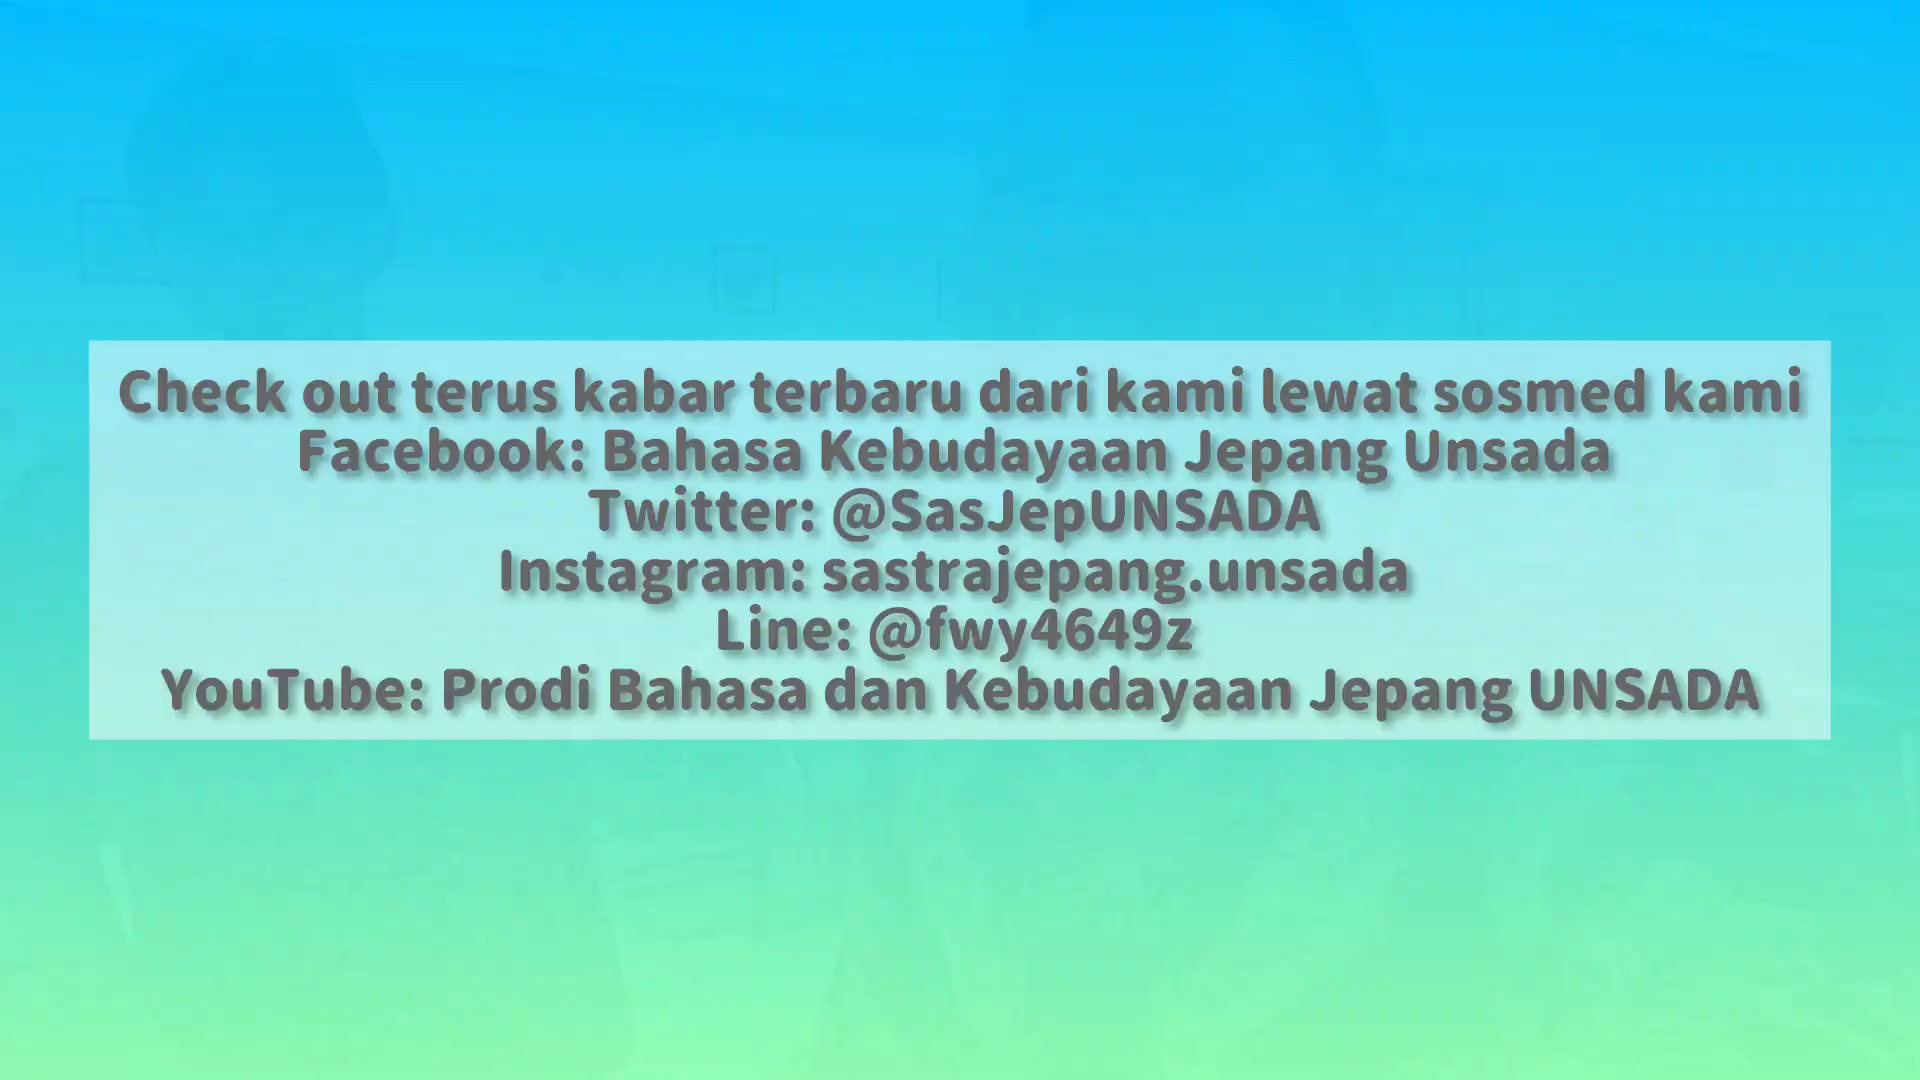 Check out terus kabar terbaru dari kami lewat sosmed kami
Facebook: Bahasa Kebudayaan Jepang Unsada
Twitter: @SasJepUNSADA
Instagram: sastrajepang.unsada
Line: @fwy4649z
YouTube: Prodi Bahasa dan Kebudayaan Jepang UNSADA